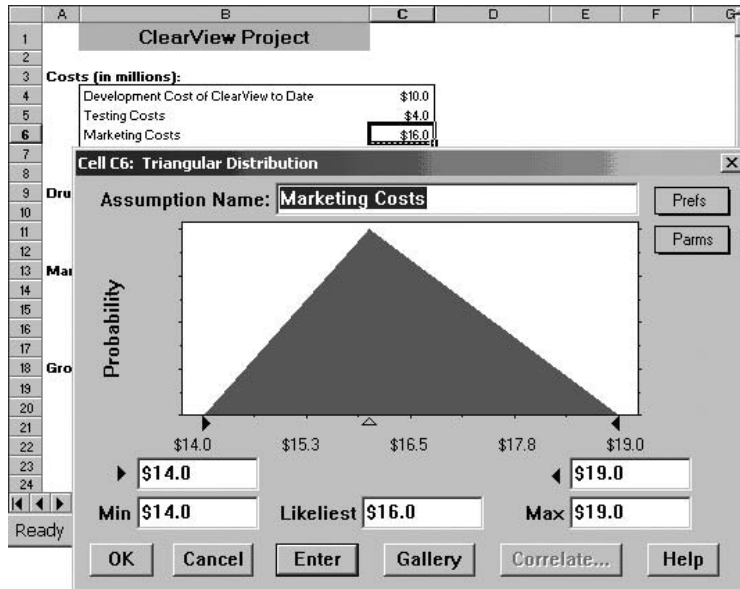 A B C D E F G
1 ClearView Project
2
3 Costs (in millions):
4 Development Cost of ClearView to Date $10.0
5 Testing Costs $4.0
6 Marketing Costs $16.0
7
Cell C6: Triangular Distribution
8
9 Dru
Assumption Name: Marketing Costs Prefs
10
11 Parms
12
13 Mar
14
15
16
17
18 Gro
19
20
21
Probability
22 $14.0 $15.3 $16.5 $17.8 $19.0
23 $14.0 $19.0
24
Min $14.0 Likeliest $16.0 Max $19.0
Ready
OK Cancel Enter Gallery Correlate... Help